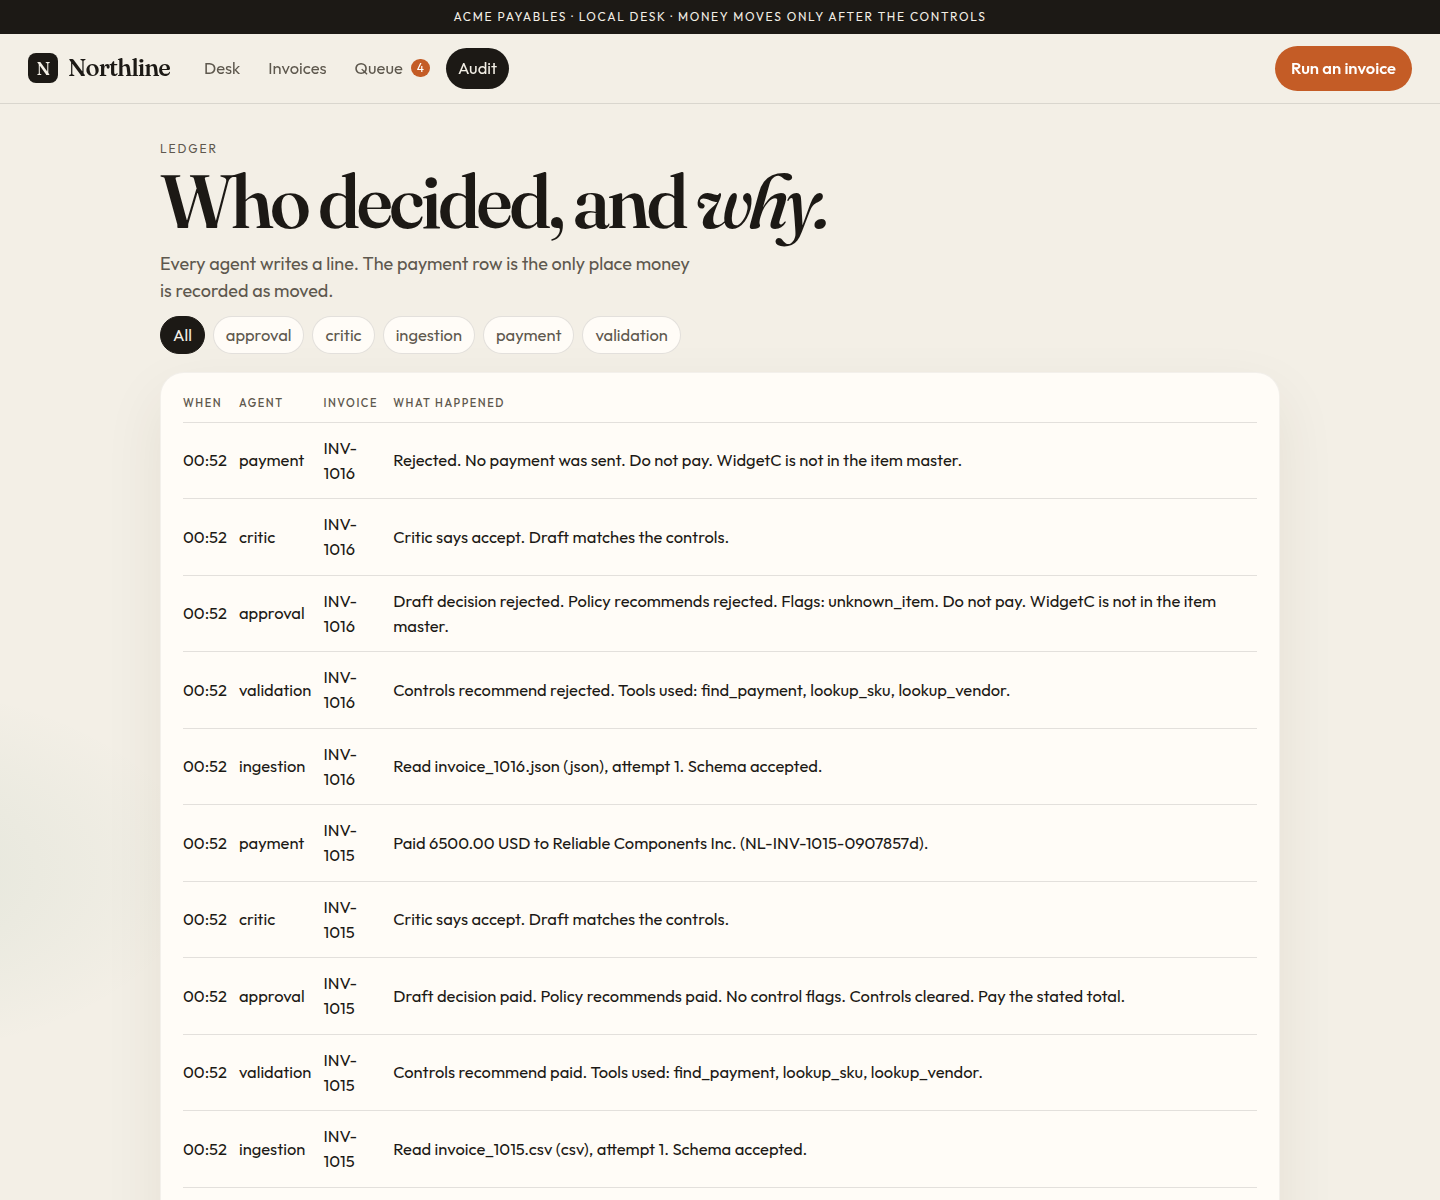 ACME PAYABLES · LOCAL DESK · MONEY MOVES ONLY AFTER THE CONTROLS
N Northline Desk Invoices Queue 4 Audit Run an invoice
LEDGER
Who decided, and why.
Every agent writes a line. The payment row is the only place money
is recorded as moved.
All approval critic ingestion payment validation
WHEN AGENT INVOICE WHAT HAPPENED
00:52 payment INV-
1016 Rejected. No payment was sent. Do not pay. WidgetC is not in the item master.
00:52 critic INV-
1016 Critic says accept. Draft matches the controls.
00:52 approval INV-
1016 Draft decision rejected. Policy recommends rejected. Flags: unknown_item. Do not pay. WidgetC is not in the item
master.
00:52 validation INV-
1016 Controls recommend rejected. Tools used: find_payment, lookup_sku, lookup_vendor.
00:52 ingestion INV-
1016 Read invoice_1016.json (json), attempt 1. Schema accepted.
00:52 payment INV-
1015 Paid 6500.00 USD to Reliable Components Inc. (NL-INV-1015-0907857d).
00:52 critic INV-
1015 Critic says accept. Draft matches the controls.
00:52 approval INV-
1015 Draft decision paid. Policy recommends paid. No control flags. Controls cleared. Pay the stated total.
00:52 validation INV-
1015 Controls recommend paid. Tools used: find_payment, lookup_sku, lookup_vendor.
00:52 ingestion INV-
1015 Read invoice_1015.csv (csv), attempt 1. Schema accepted.